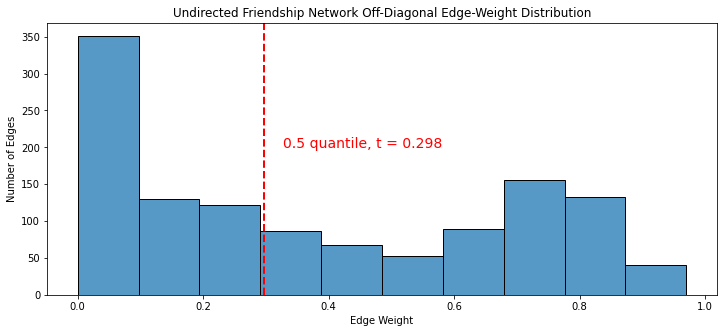 Undirected Friendship Network Off-Diagonal Edge-Weight Distribution
350
300
250
200
150
100
50
0
Number of Edges
0.5 quantile, t = 0.298
0.0 0.2 0.4 0.6 0.8 1.0
Edge Weight